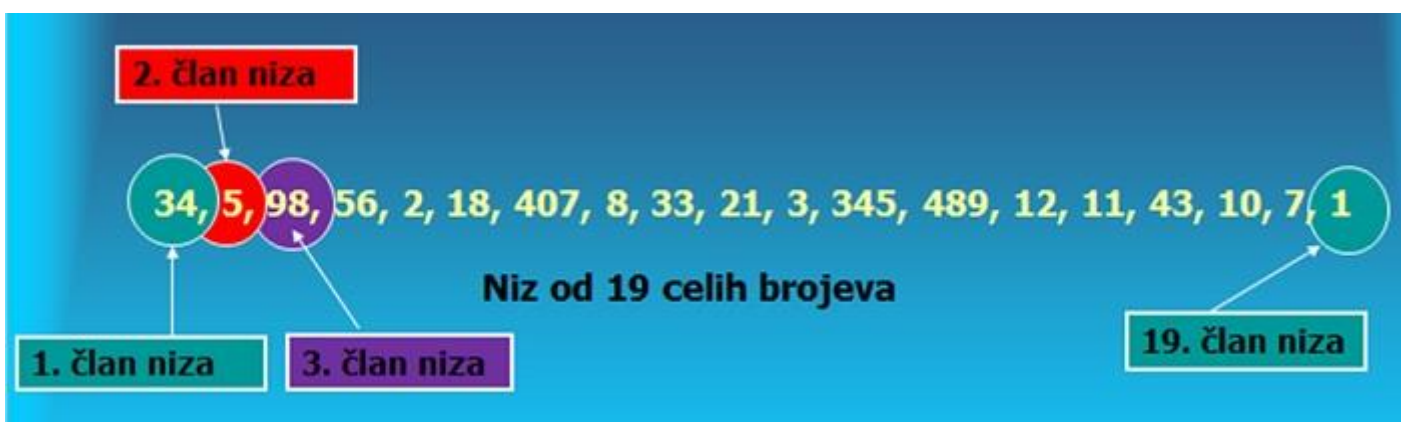 2. član niza
34, 5, 98, 56, 2, 18, 407, 8, 33, 21, 3, 345, 489, 12, 11, 43, 10, 7, 1
Niz od 19 celih brojeva
1. član niza
3. član niza
19. član niza